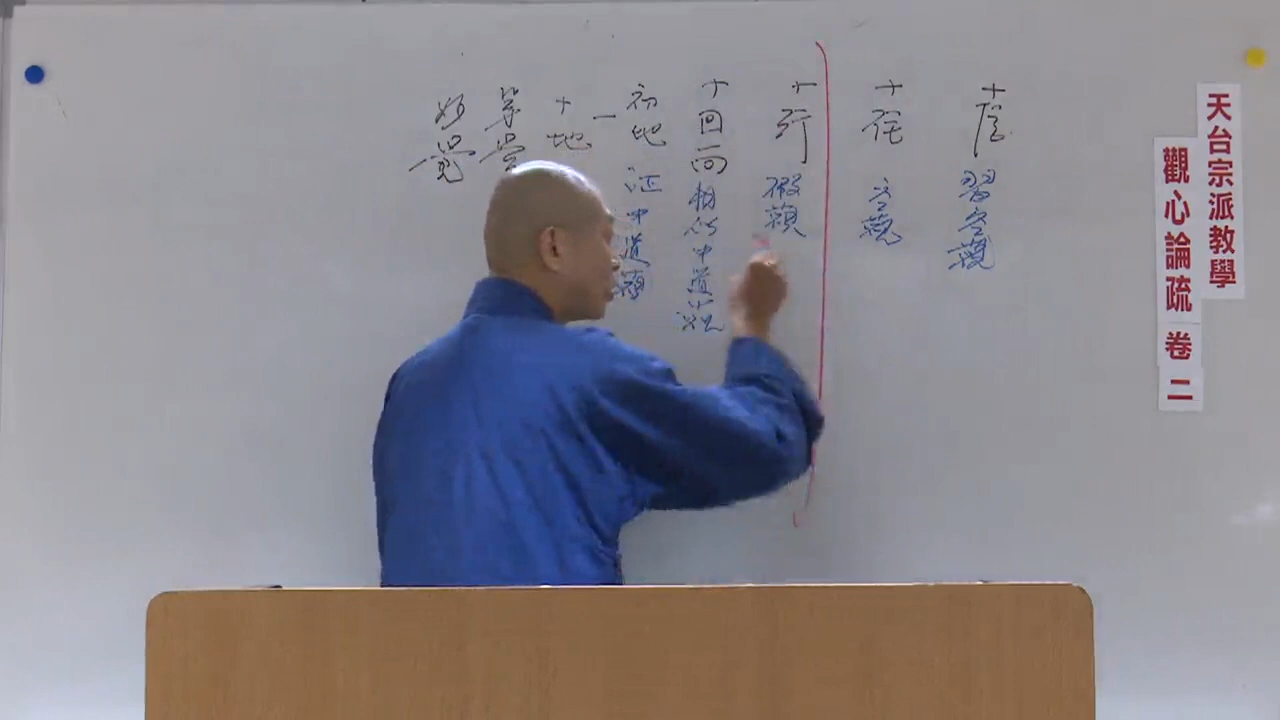 天台宗派教學
觀心論疏 卷二
十信 習空觀
十住 空觀
十行 假觀
十回向 相似中道觀
初地 证中道觀
一
十地
等覺
妙覺